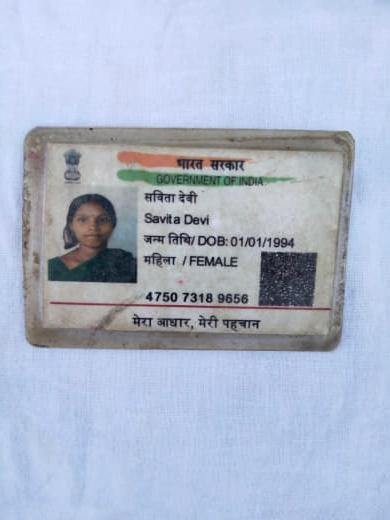 भारत सरकार
GOVERNMENT OF INDIA
सविता देवी
Savita Devi
जन्म तिथि/ DOB: 01/01/1994
महिला / FEMALE
4750 7318 9656
मेरा आधार, मेरी पहचान